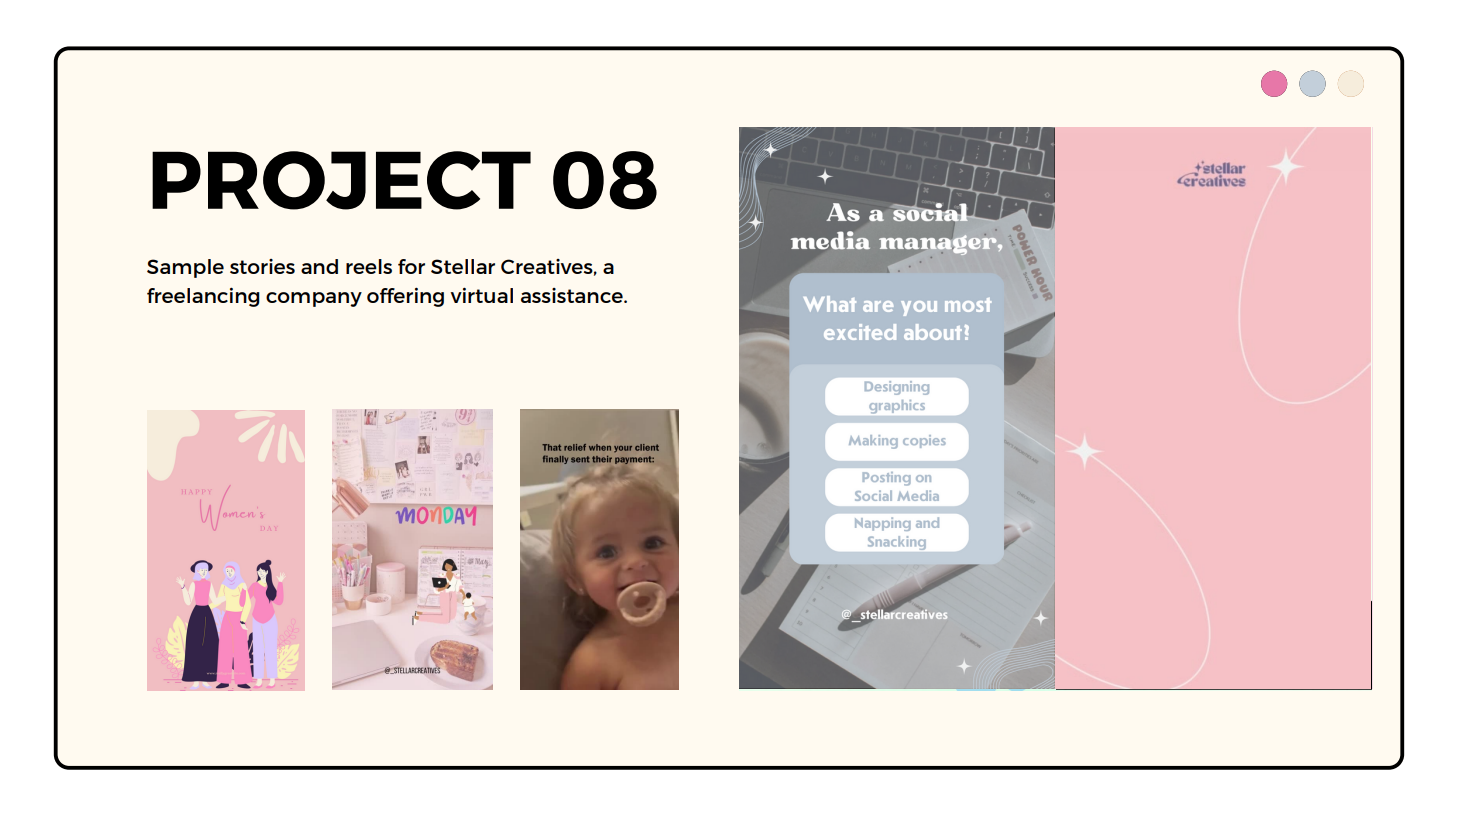 PROJECT 08
Sample stories and reels for Stellar Creatives, a
freelancing company offering virtual assistance.
HAPPY
Women's
DAY
MONDAY
@_STELLARCREATIVES
That relief when your client
finally sent their payment:
As a social
media manager,
POWER HOUR
What are you most
excited about?
Designing
graphics
Making copies
Posting on
Social Media
Napping and
Snacking
@_stellarcreatives
stellar
creatives